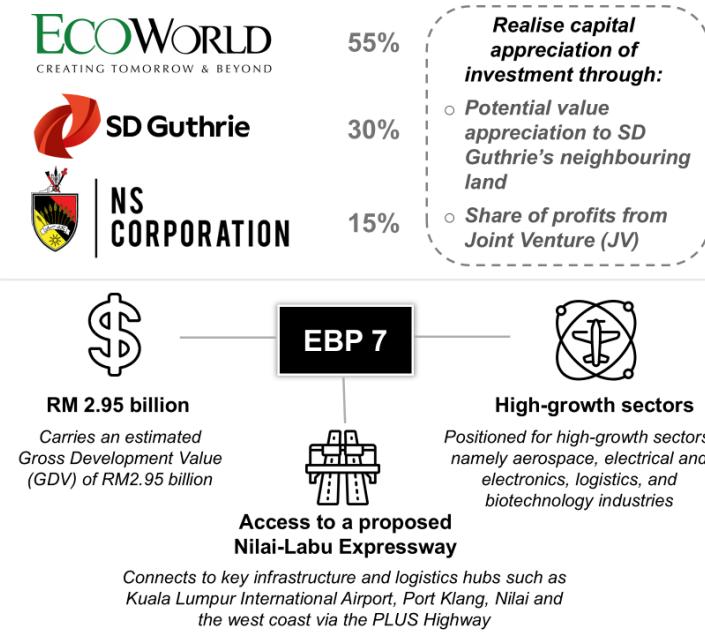 ECOWORLD
CREATING TOMORROW & BEYOND
55%
SD Guthrie
30%
NS
CORPORATION
15%
Realise capital
appreciation of
investment through:
○ Potential value
appreciation to SD
Guthrie's neighbouring
land
○ Share of profits from
Joint Venture (JV)
EBP 7
RM 2.95 billion
Carries an estimated
Gross Development Value
(GDV) of RM2.95 billion
Access to a proposed
Nilai-Labu Expressway
Connects to key infrastructure and logistics hubs such as
Kuala Lumpur International Airport, Port Klang, Nilai and
the west coast via the PLUS Highway
High-growth sectors
Positioned for high-growth sectors
namely aerospace, electrical and
electronics, logistics, and
biotechnology industries